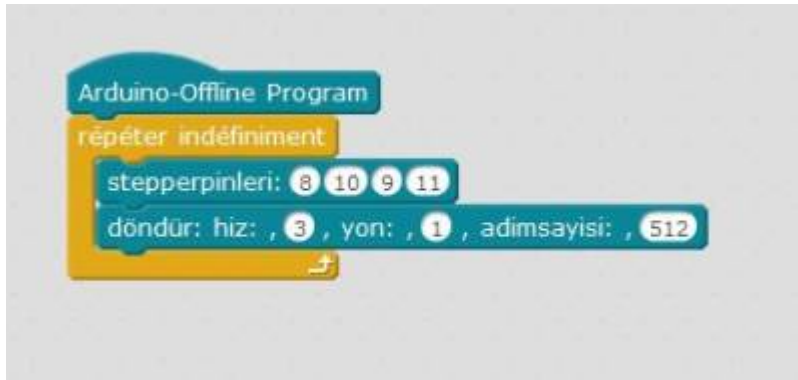 Arduino-Offline Program
répéter indéfiniment
stepperpinleri: 8 10 9 11
döndür: hiz: , 3 , yon: , 1 , adimsayisi: , 512